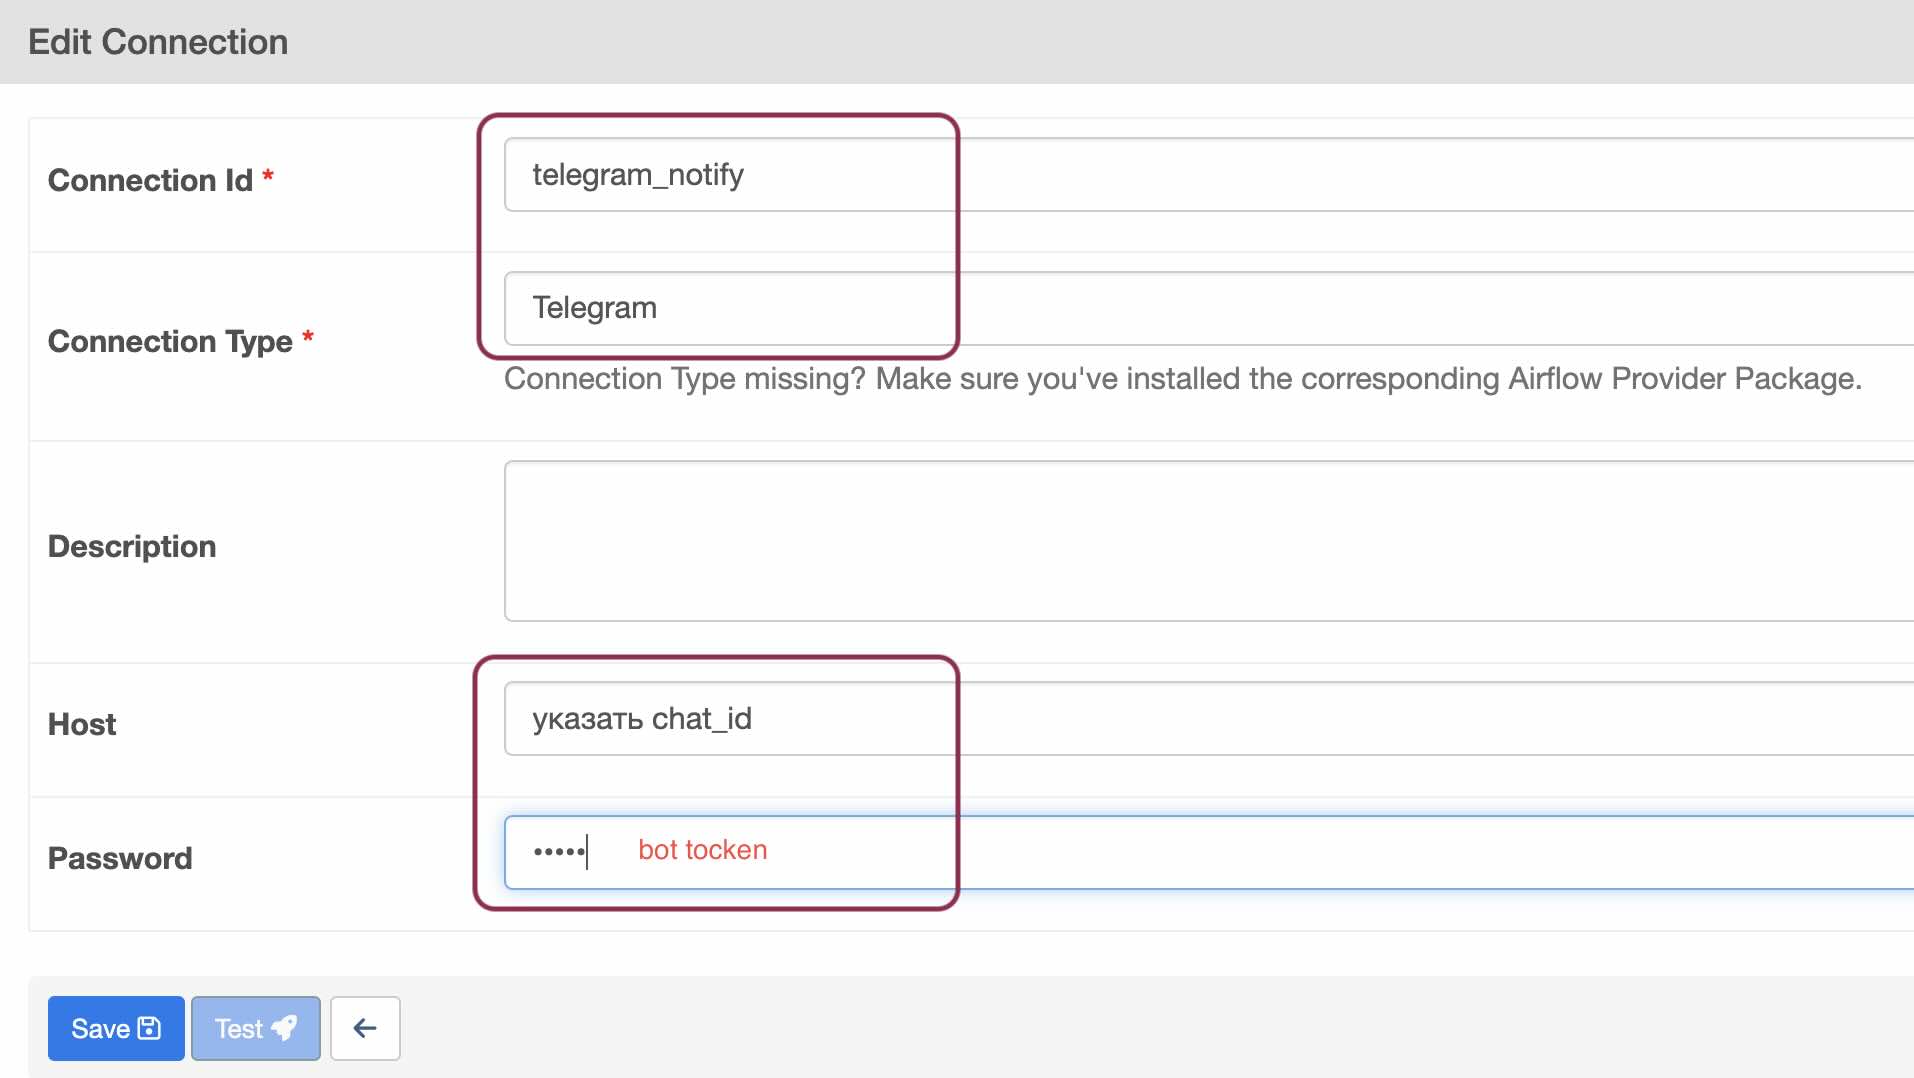 Edit Connection
Connection Id *
telegram_notify
Connection Type *
Telegram
Connection Type missing? Make sure you've installed the corresponding Airflow Provider Package.
Description
Host
указать chat_id
Password
•••••
bot tocken
Save
Test